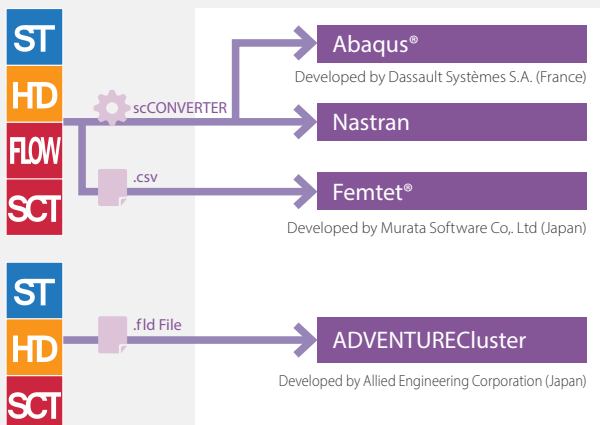 ST
HD
FLOW
SCT
scCONVERTER
.csv
Abaqus®
Developed by Dassault Systèmes S.A. (France)
Nastran
Femtet®
Developed by Murata Software Co,. Ltd (Japan)
ST
HD
SCT
.fld File
ADVENTURECluster
Developed by Allied Engineering Corporation (Japan)